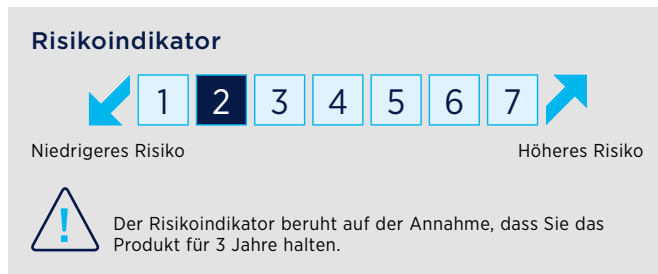 Risikoindikator
1 2 3 4 5 6 7
Niedrigeres Risiko Höheres Risiko
! Der Risikoindikator beruht auf der Annahme, dass Sie das
Produkt für 3 Jahre halten.